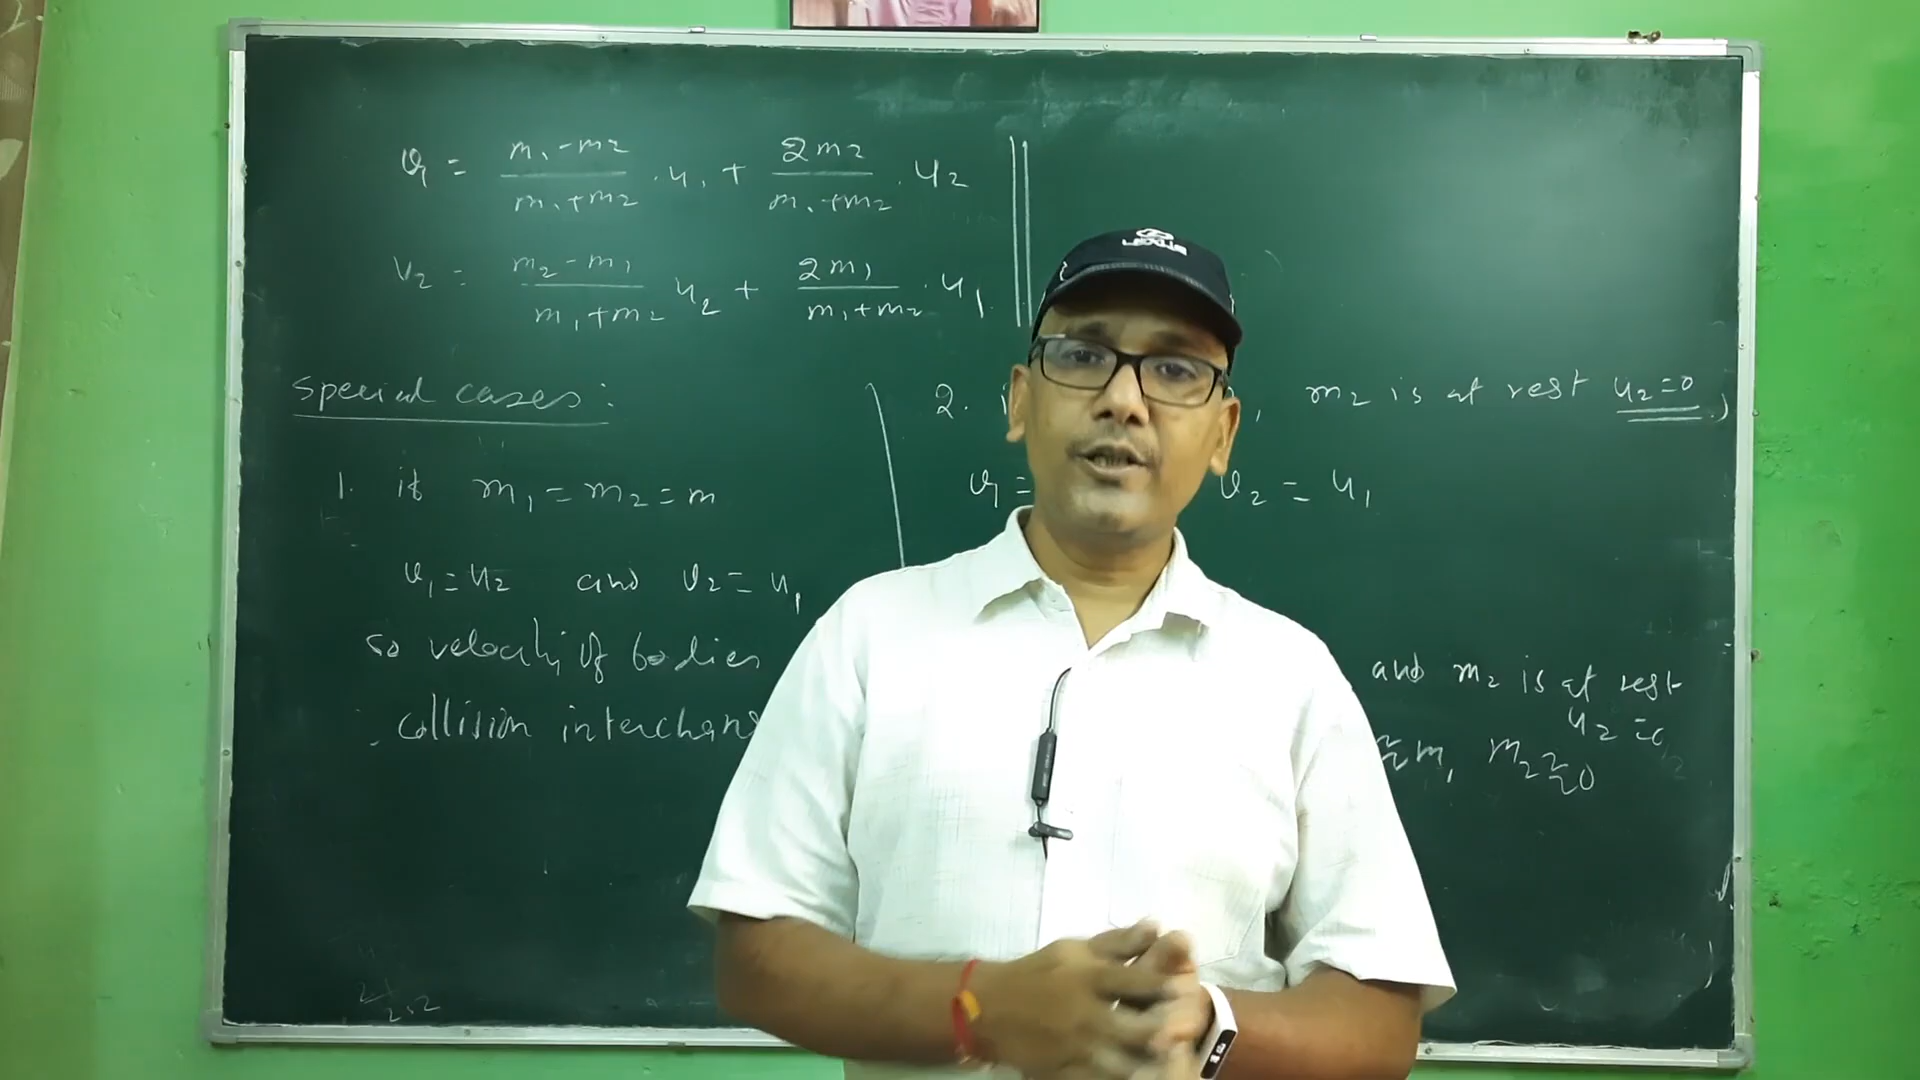 v1 = m1-m2 / m1+m2 . u1 + 2m2 / m1+m2 . u2
v2 = m2-m1 / m1+m2 u2 + 2m1 / m1+m2 . u1
Special cases:
1. if m1 = m2 = m
v1 = u2 and v2 = u1
so velocity of bodies
collision
2. , m2 is at rest u2=0
v1 = v2 = u1
and m2 is at rest
u2 =0
≈m1 m2≈0
LEXUS